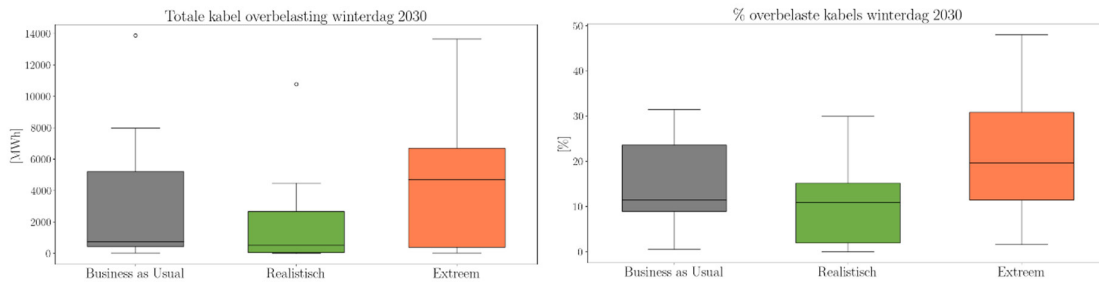 Totale kabel overbelasting winterdag 2030
14000
12000
10000
8000
6000
4000
2000
0
[MWh]
Business as Usual
Realistisch
Extreem
% overbelaste kabels winterdag 2030
50
40
30
20
10
0
[%]
Business as Usual
Realistisch
Extreem